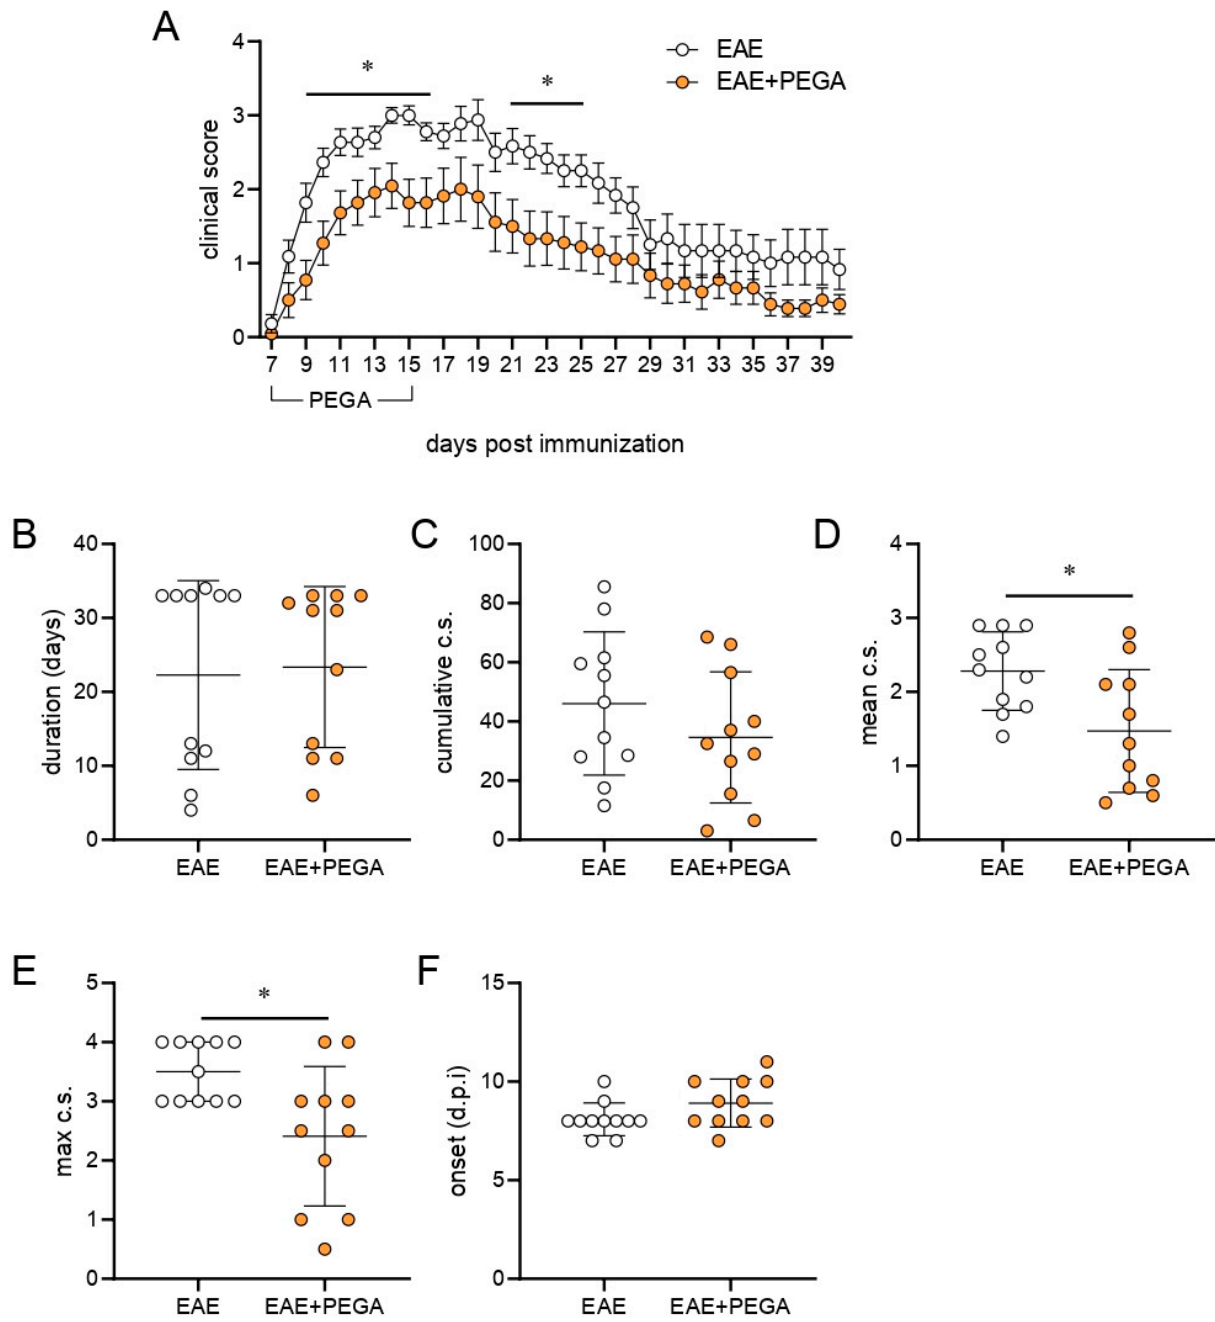 A
4
3
2
1
0
clinical score
*
*
EAE
EAE+PEGA
7 9 11 13 15 17 19 21 23 25 27 29 31 33 35 37 39
PEGA
days post immunization
B
40
30
20
10
0
duration (days)
EAE EAE+PEGA
C
100
80
60
40
20
0
cumulative c.s.
EAE EAE+PEGA
D
4
3
2
1
0
mean c.s.
*
EAE EAE+PEGA
E
5
4
3
2
1
0
max c.s.
*
EAE EAE+PEGA
F
15
10
5
0
onset (d.p.i)
EAE EAE+PEGA